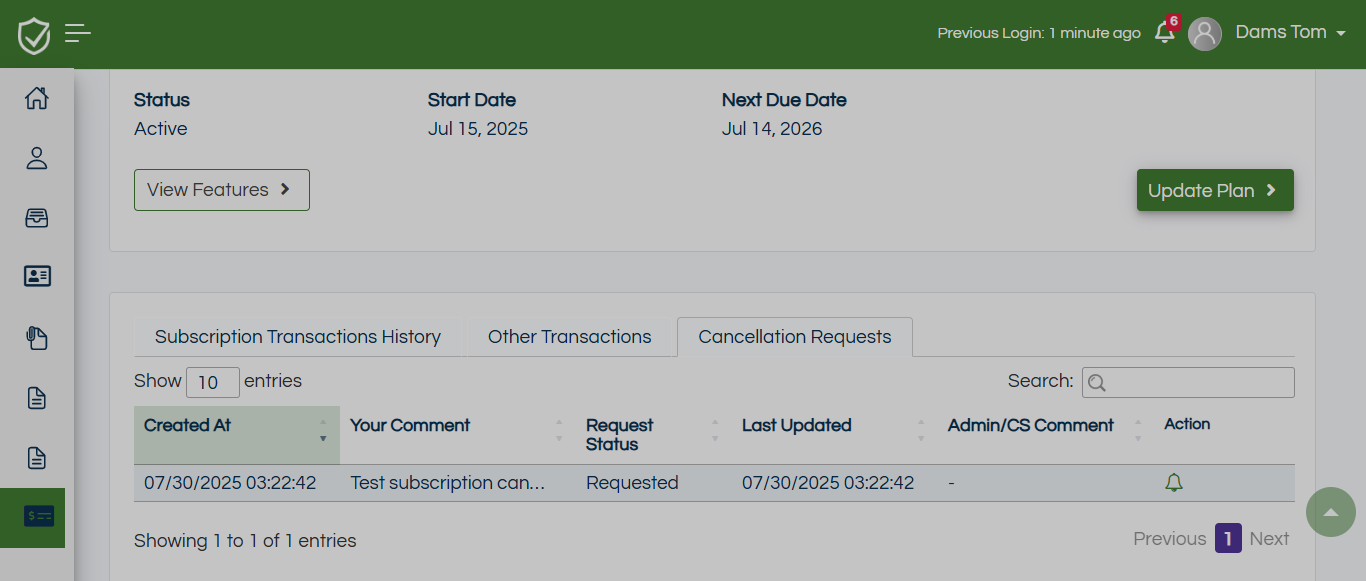 Previous Login: 1 minute ago 6 Dams Tom
Status Start Date Next Due Date
Active Jul 15, 2025 Jul 14, 2026
View Features Update Plan
Subscription Transactions History Other Transactions Cancellation Requests
Show 10 entries Search:
Created At Your Comment Request Status Last Updated Admin/CS Comment Action
07/30/2025 03:22:42 Test subscription can... Requested 07/30/2025 03:22:42 -
Showing 1 to 1 of 1 entries Previous 1 Next